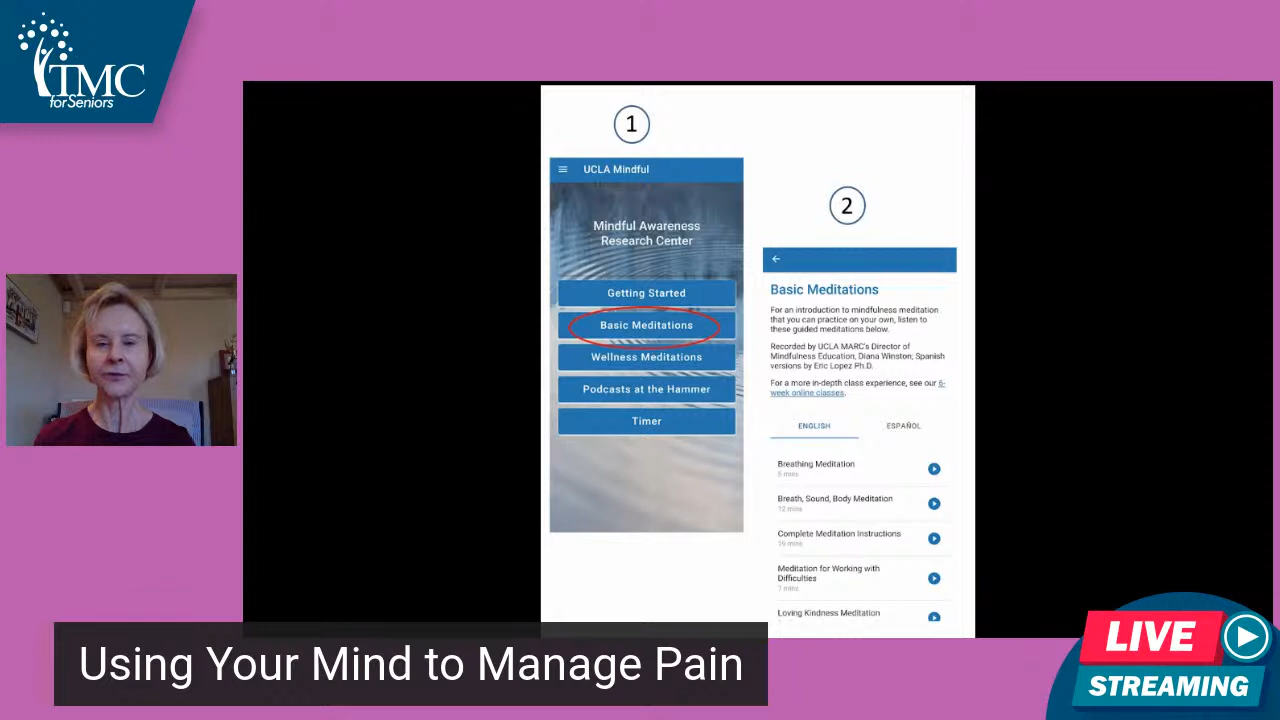 TMC
for Seniors
1
UCLA Mindful
Mindful Awareness
Research Center
Getting Started
Basic Meditations
Wellness Meditations
Podcasts at the Hammer
Timer
2
Basic Meditations
For an introduction to mindfulness meditation
that you can practice on your own, listen to
these guided meditations below.
Recorded by UCLA MARC's Director of
Mindfulness Education, Diana Winston; Spanish
versions by Eric Lopez Ph.D.
For a more in-depth class experience, see our 6-
week online classes.
ENGLISH ESPAÑOL
Breathing Meditation
5 mins
Breath, Sound, Body Meditation
12 mins
Complete Meditation Instructions
19 mins
Meditation for Working with
Difficulties
7 mins
Loving Kindness Meditation
Using Your Mind to Manage Pain
LIVE
STREAMING